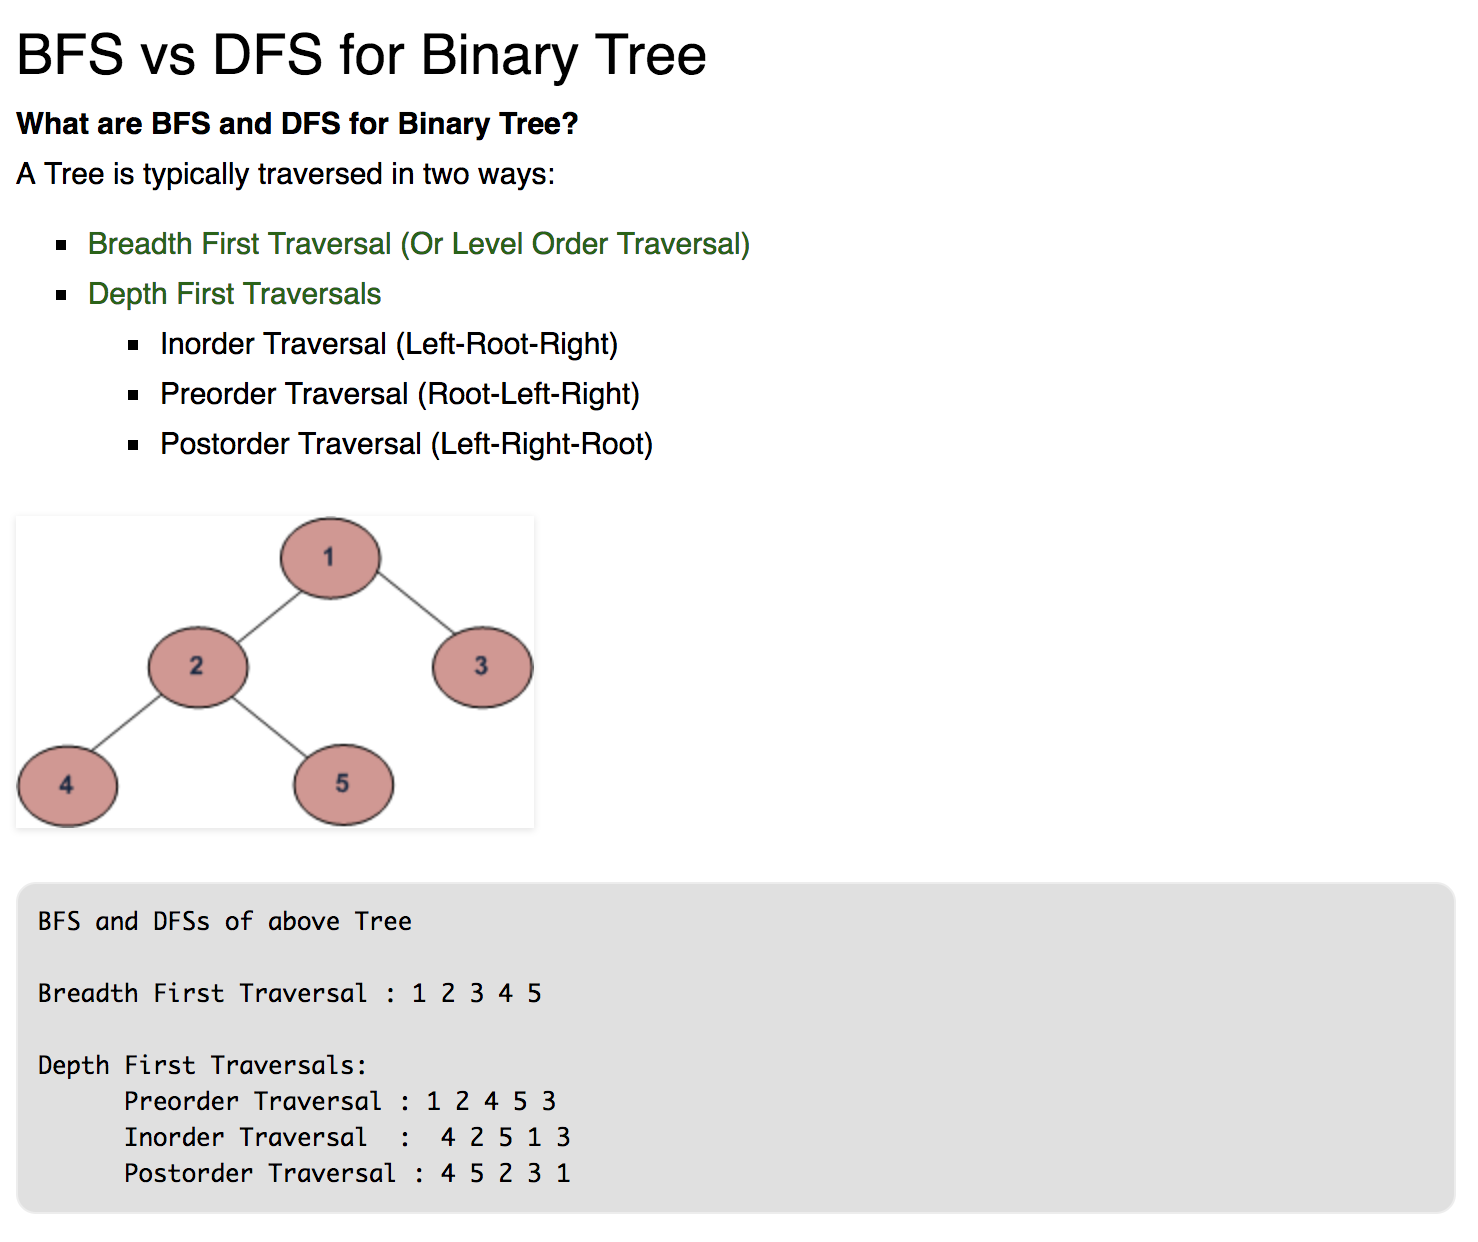 BFS vs DFS for Binary Tree
What are BFS and DFS for Binary Tree?
A Tree is typically traversed in two ways:
Breadth First Traversal (Or Level Order Traversal)
Depth First Traversals
Inorder Traversal (Left-Root-Right)
Preorder Traversal (Root-Left-Right)
Postorder Traversal (Left-Right-Root)
1
2 3
4 5
BFS and DFSs of above Tree
Breadth First Traversal : 1 2 3 4 5
Depth First Traversals:
Preorder Traversal : 1 2 4 5 3
Inorder Traversal  :  4 2 5 1 3
Postorder Traversal : 4 5 2 3 1